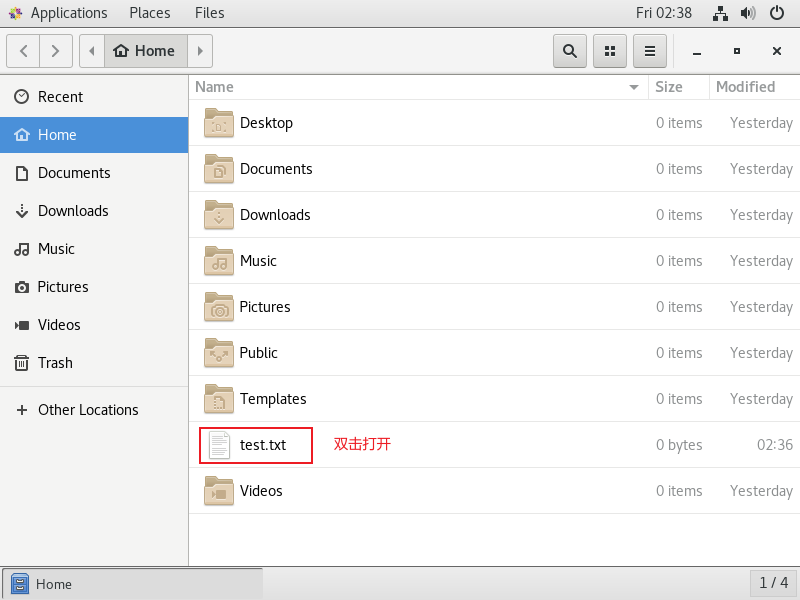 Applications Places Files Fri 02:38
Home
Name Size Modified
Recent
Home
Documents
Downloads
Music
Pictures
Videos
Trash
Other Locations
Desktop 0 items Yesterday
Documents 0 items Yesterday
Downloads 0 items Yesterday
Music 0 items Yesterday
Pictures 0 items Yesterday
Public 0 items Yesterday
Templates 0 items Yesterday
test.txt 双击打开 0 bytes 02:36
Videos 0 items Yesterday
Home 1 / 4